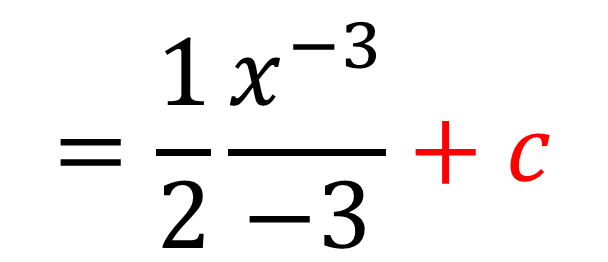 = 1/2 x⁻³/−3 + c